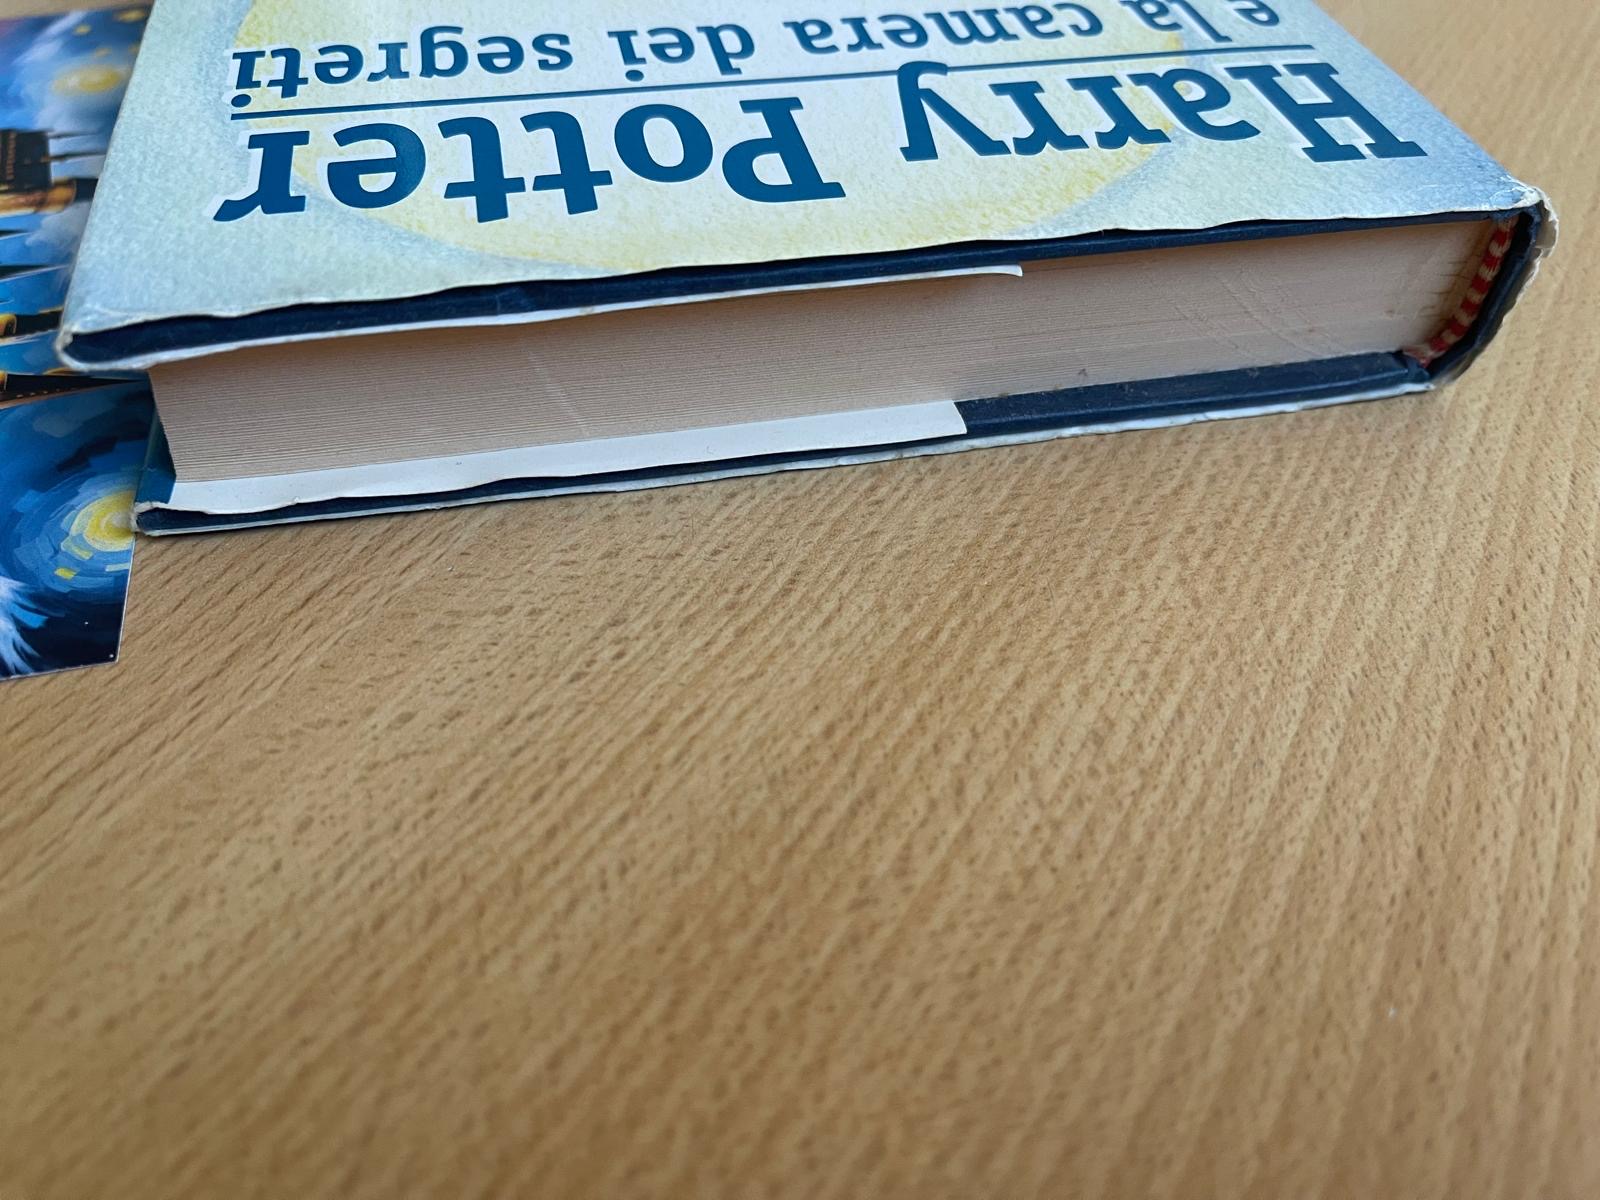 Harry Potter
e la camera dei segreti